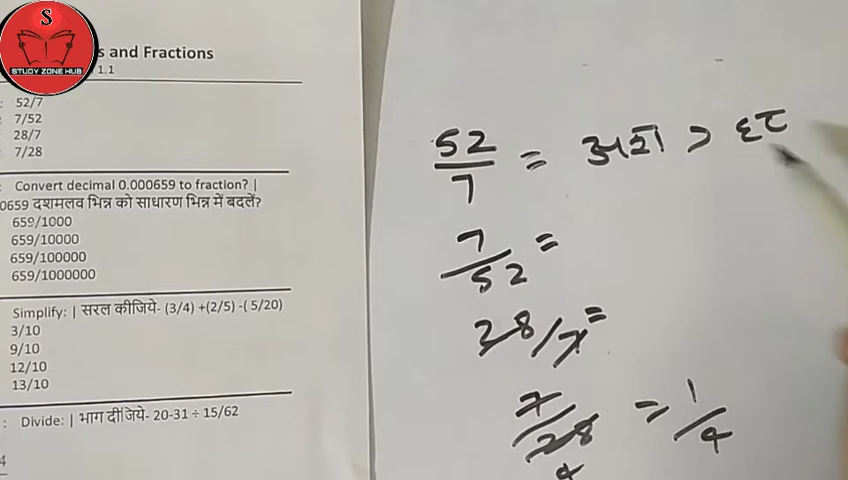 S
STUDY ZONE HUB
s and Fractions
1.1
: 52/7
: 7/52
: 28/7
: 7/28
: Convert decimal 0.000659 to fraction? |
0659 दशमलव भिन्न को साधारण भिन्न में बदलें?
659/1000
659/10000
659/100000
659/1000000
Simplify: | सरल कीजिये- (3/4) +(2/5) -( 5/20)
3/10
9/10
12/10
13/10
: Divide: | भाग दीजिये- 20-31 ÷ 15/62
4
52/7 = अंश > हर
7/52 =
28/7 =
7/28 = 1/4
4